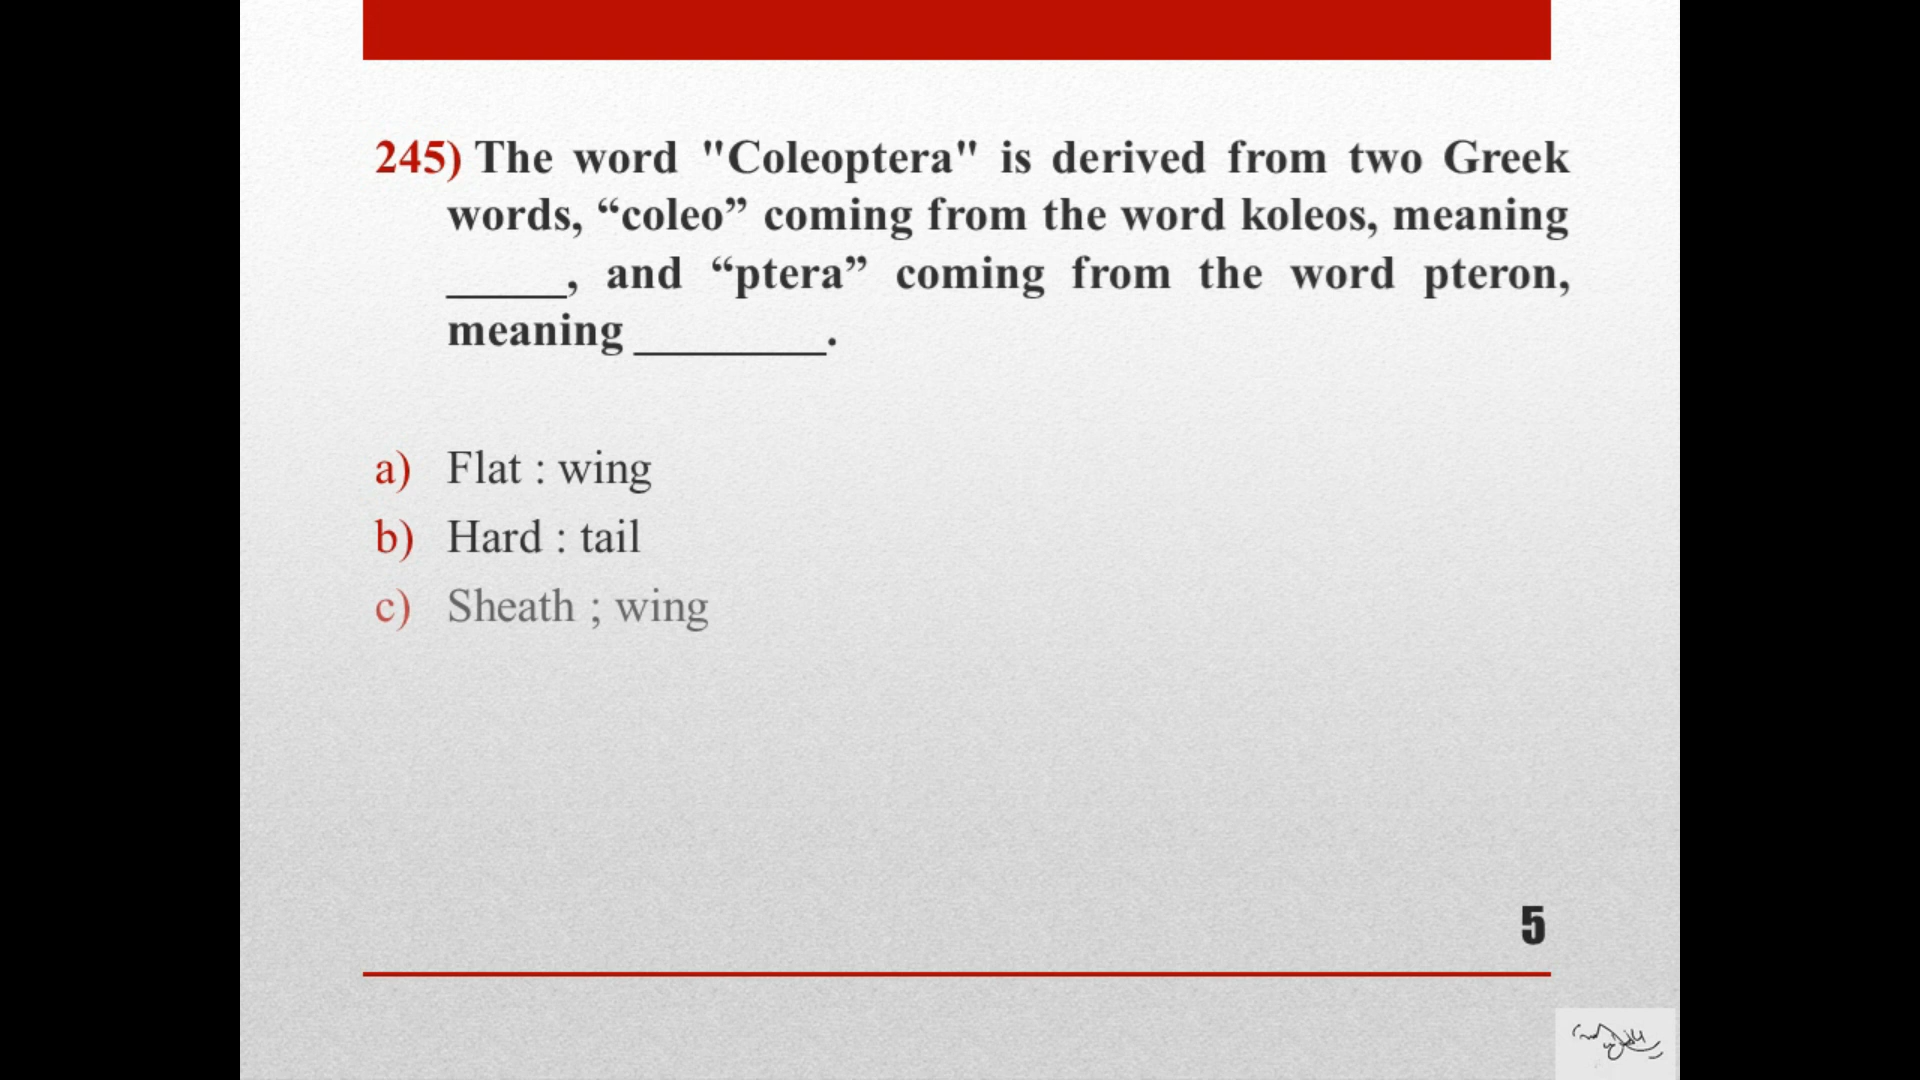 245) The word "Coleoptera" is derived from two Greek
words, “coleo” coming from the word koleos, meaning
_____, and “ptera” coming from the word pteron,
meaning ________.
a) Flat : wing
b) Hard : tail
c) Sheath ; wing
5